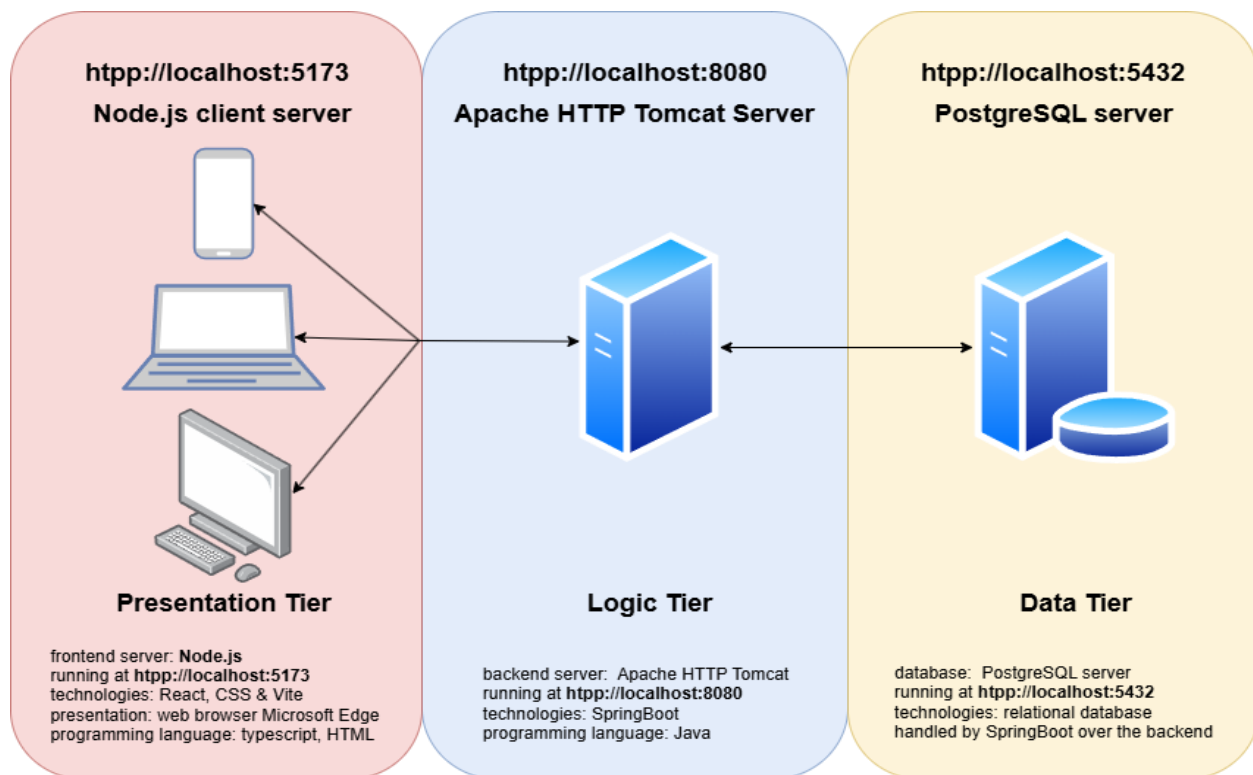 htpp://localhost:5173
Node.js client server
Presentation Tier
frontend server: Node.js
running at htpp://localhost:5173
technologies: React, CSS & Vite
presentation: web browser Microsoft Edge
programming language: typescript, HTML
htpp://localhost:8080
Apache HTTP Tomcat Server
Logic Tier
backend server:  Apache HTTP Tomcat
running at htpp://localhost:8080
technologies: SpringBoot
programming language: Java
htpp://localhost:5432
PostgreSQL server
Data Tier
database:  PostgreSQL server
running at htpp://localhost:5432
technologies: relational database
handled by SpringBoot over the backend